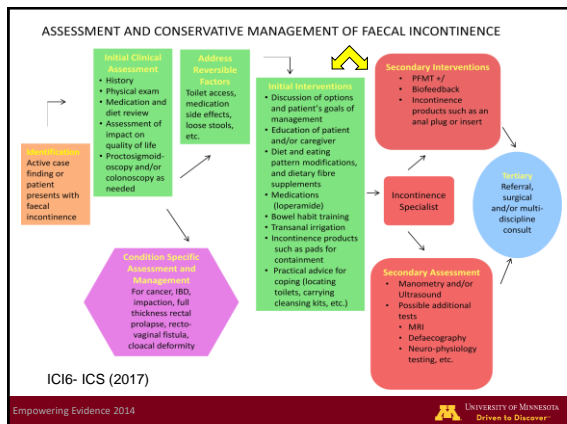 ASSESSMENT AND CONSERVATIVE MANAGEMENT OF FAECAL INCONTINENCE
Identification
Active case
finding or patient
presents with
faecal
incontinence
Initial Clinical
Assessment
• History
• Physical exam
• Medication and
diet review
• Assessment of
impact on
quality of life
• Proctosigmoid-
oscopy and/or
colonoscopy as
needed
Address
Reversible
Factors
Toilet access,
medication
side effects,
loose stools,
etc.
Condition Specific
Assessment and
Management
For cancer, IBD,
impaction, full
thickness rectal
prolapse, recto-
vaginal fistula,
cloacal deformity
Initial Interventions
• Discussion of options
and patient's goals of
management
• Education of patient
and/or caregiver
• Diet and eating
pattern modifications,
and dietary fibre
supplements
• Medications
(loperamide)
• Bowel habit training
• Transanal irrigation
• Incontinence products
such as pads for
containment
• Practical advice for
coping (locating
toilets, carrying
cleansing kits, etc.)
Secondary Interventions
• PFMT +/
• Biofeedback
• Incontinence
products such as an
anal plug or insert
Incontinence
Specialist
Secondary Assessment
• Manometry and/or
Ultrasound
• Possible additional
tests
• MRI
• Defaecography
• Neuro-physiology
testing, etc.
Tertiary
Referral,
surgical
and/or multi-
discipline
consult
ICI6- ICS (2017)
Empowering Evidence 2014
UNIVERSITY OF MINNESOTA
Driven to Discover℠